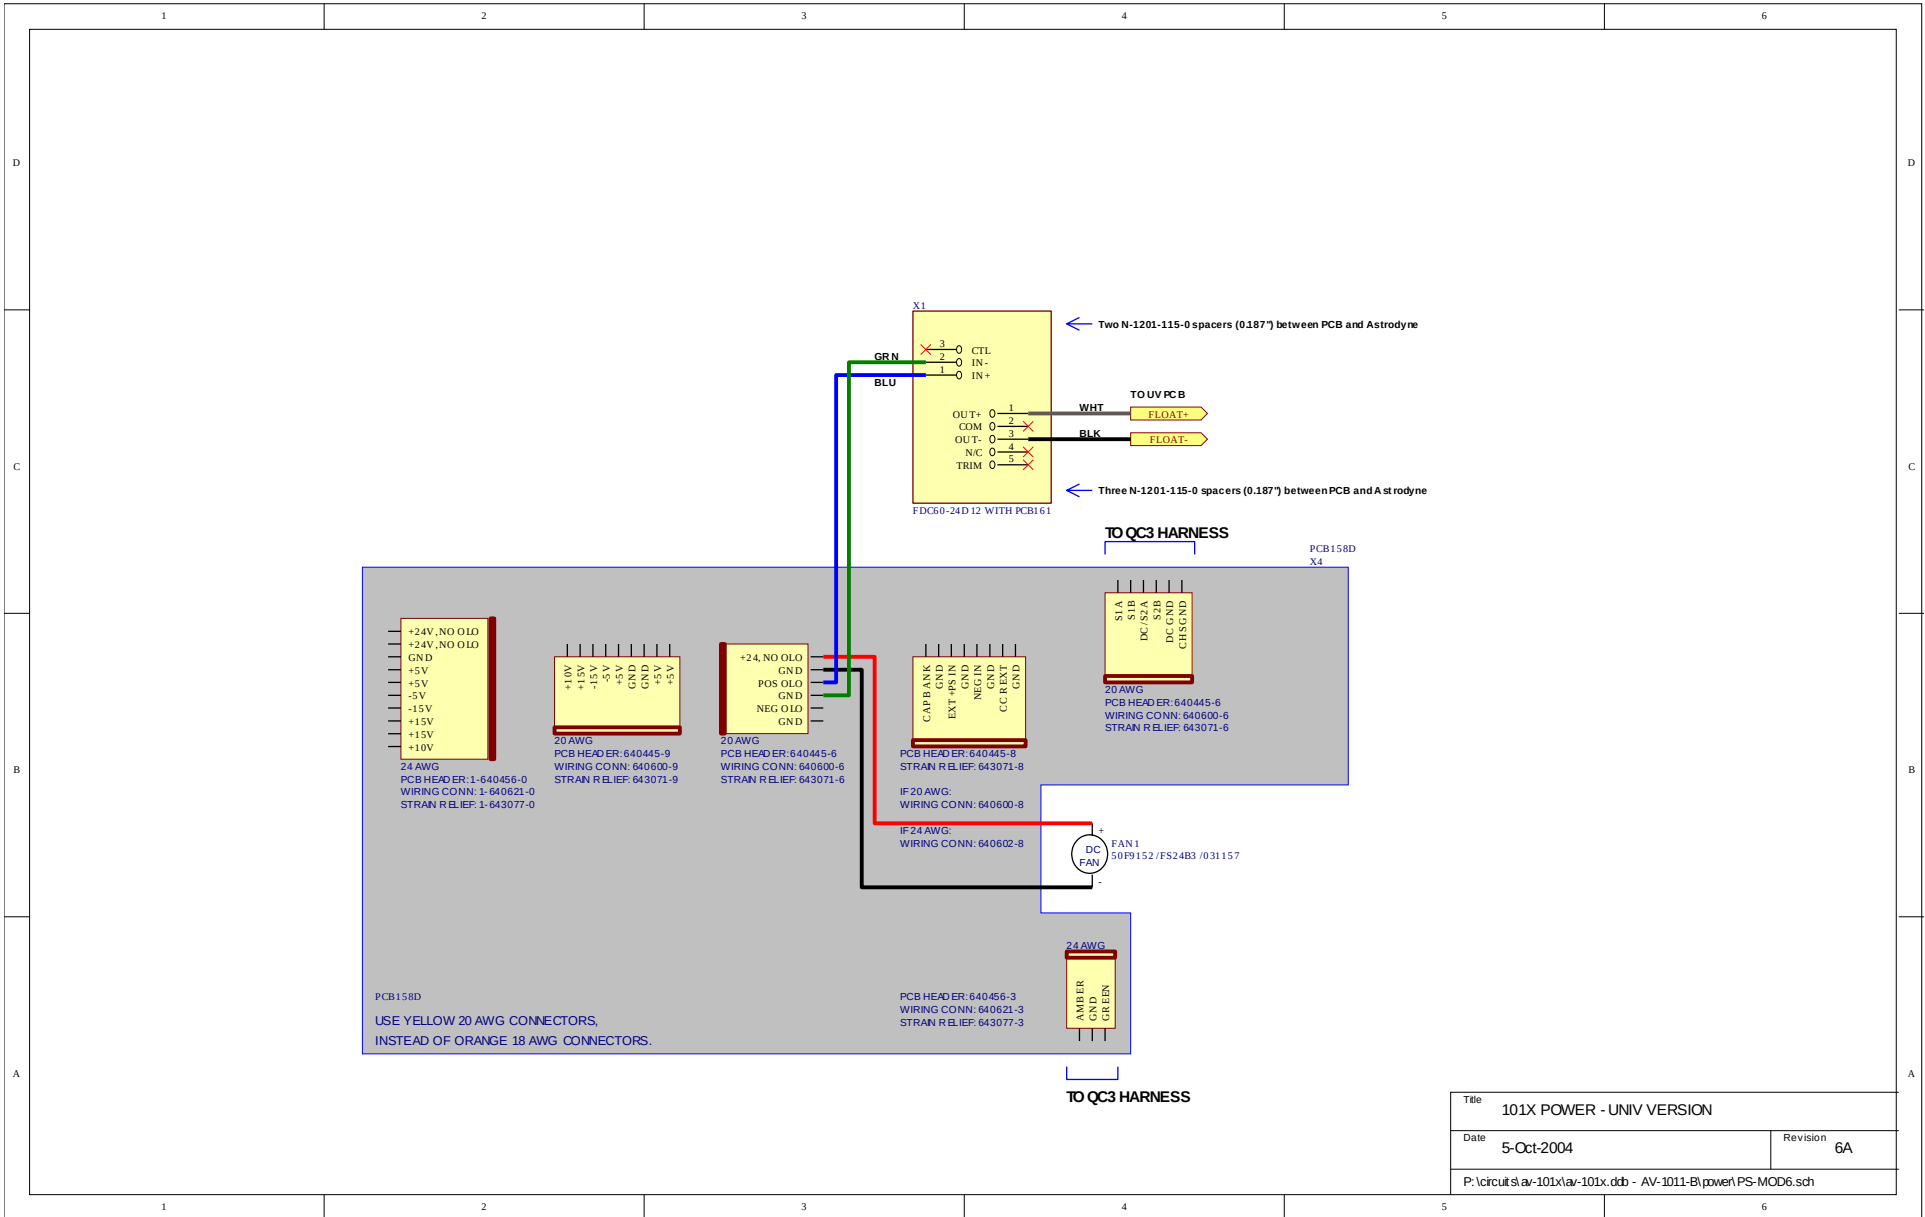 1 2 3 4 5 6
D D
C C
B B
A A
X1
3 CTL
2 IN-
1 IN+
GRN
BLU
OUT+ 1
COM 2
OUT- 3
N/C 4
TRIM 5
WHT
BLK
TO UV PCB
FLOAT+
FLOAT-
Two N-1201-115-0 spacers (0.187") between PCB and Astrodyne
Three N-1201-115-0 spacers (0.187") between PCB and Astrodyne
FDC60-24D12 WITH PCB161
TO QC3 HARNESS
PCB158D
X4
S1A
S1B
DC/S2A
S2B
DC GND
CHSGND
20 AWG
PCB HEADER: 640445-6
WIRING CONN: 640600-6
STRAIN RELIEF: 643071-6
+24V, NO OLO
+24V, NO OLO
GND
+5V
+5V
-5V
-15V
+15V
+15V
+10V
24 AWG
PCB HEADER: 1-640456-0
WIRING CONN: 1-640621-0
STRAIN RELIEF: 1-643077-0
+10V
+15V
-15V
-5V
+5V
GND
GND
+5V
+5V
20 AWG
PCB HEADER: 640445-9
WIRING CONN: 640600-9
STRAIN RELIEF: 643071-9
+24, NO OLO
GND
POS OLO
GND
NEG OLO
GND
20 AWG
PCB HEADER: 640445-6
WIRING CONN: 640600-6
STRAIN RELIEF: 643071-6
CAP BANK
GND
EXT +PS IN
GND
NEG IN
GND
CCR EXT
GND
PCB HEADER: 640445-8
STRAIN RELIEF: 643071-8
IF 20 AWG:
WIRING CONN: 640600-8
IF 24 AWG:
WIRING CONN: 640602-8
+
DC
FAN
-
FAN1
50F9152 /FS24B3 /031157
24 AWG
AMBER
GND
GREEN
PCB HEADER: 640456-3
WIRING CONN: 640621-3
STRAIN RELIEF: 643077-3
PCB158D
USE YELLOW 20 AWG CONNECTORS,
INSTEAD OF ORANGE 18 AWG CONNECTORS.
TO QC3 HARNESS
Title 101X POWER - UNIV VERSION
Date 5-Oct-2004 Revision 6A
P:\circuits\av-101x\av-101x.ddb - AV-1011-B\power\PS-MOD6.sch
1 2 3 4 5 6